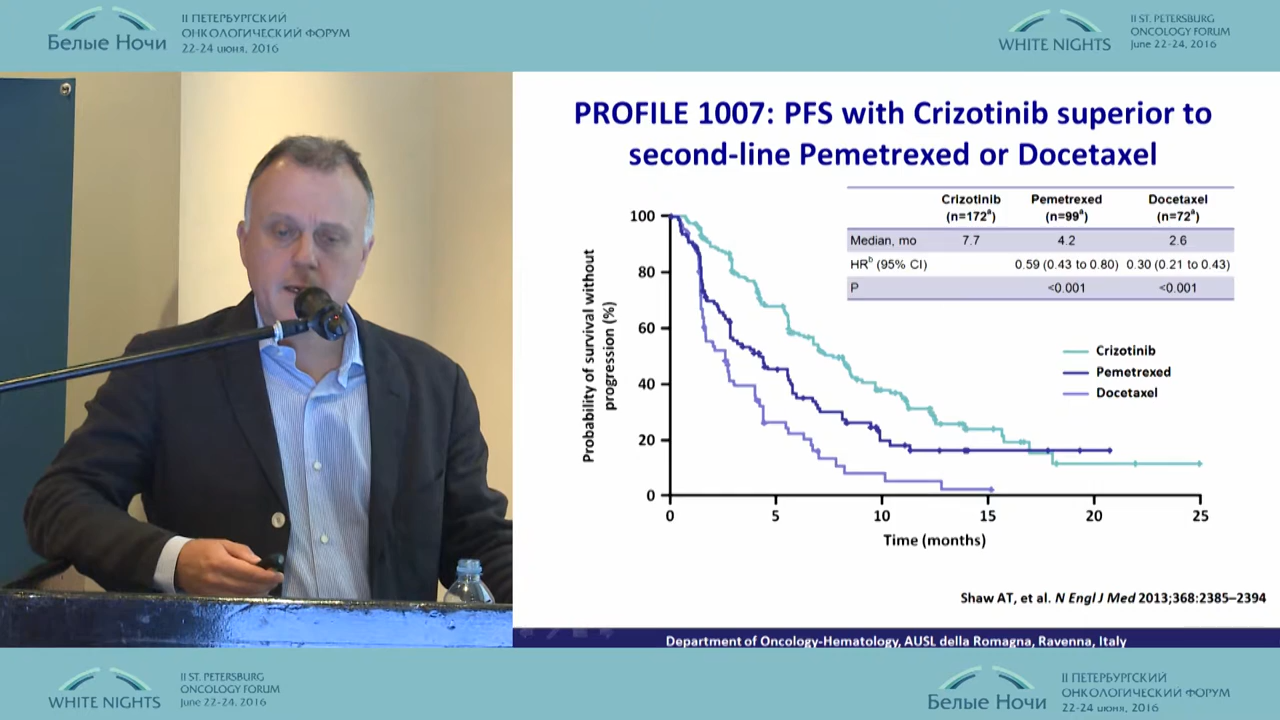 Белые Ночи
II ПЕТЕРБУРГСКИЙ
ОНКОЛОГИЧЕСКИЙ ФОРУМ
22-24 июня, 2016
WHITE NIGHTS
II ST. PETERSBURG
ONCOLOGY FORUM
June 22-24, 2016
PROFILE 1007: PFS with Crizotinib superior to
second-line Pemetrexed or Docetaxel
Crizotinib Pemetrexed Docetaxel
(n=172ª) (n=99ª) (n=72ª)
Median, mo 7.7 4.2 2.6
HRᵇ (95% CI) 0.59 (0.43 to 0.80) 0.30 (0.21 to 0.43)
P <0.001 <0.001
Probability of survival without
progression (%)
100
80
60
40
20
0
Crizotinib
Pemetrexed
Docetaxel
0 5 10 15 20 25
Time (months)
Shaw AT, et al. N Engl J Med 2013;368:2385–2394
Department of Oncology-Hematology, AUSL della Romagna, Ravenna, Italy
WHITE NIGHTS
II ST. PETERSBURG
ONCOLOGY FORUM
June 22-24, 2016
Белые Ночи
II ПЕТЕРБУРГСКИЙ
ОНКОЛОГИЧЕСКИЙ ФОРУМ
22-24 июня, 2016